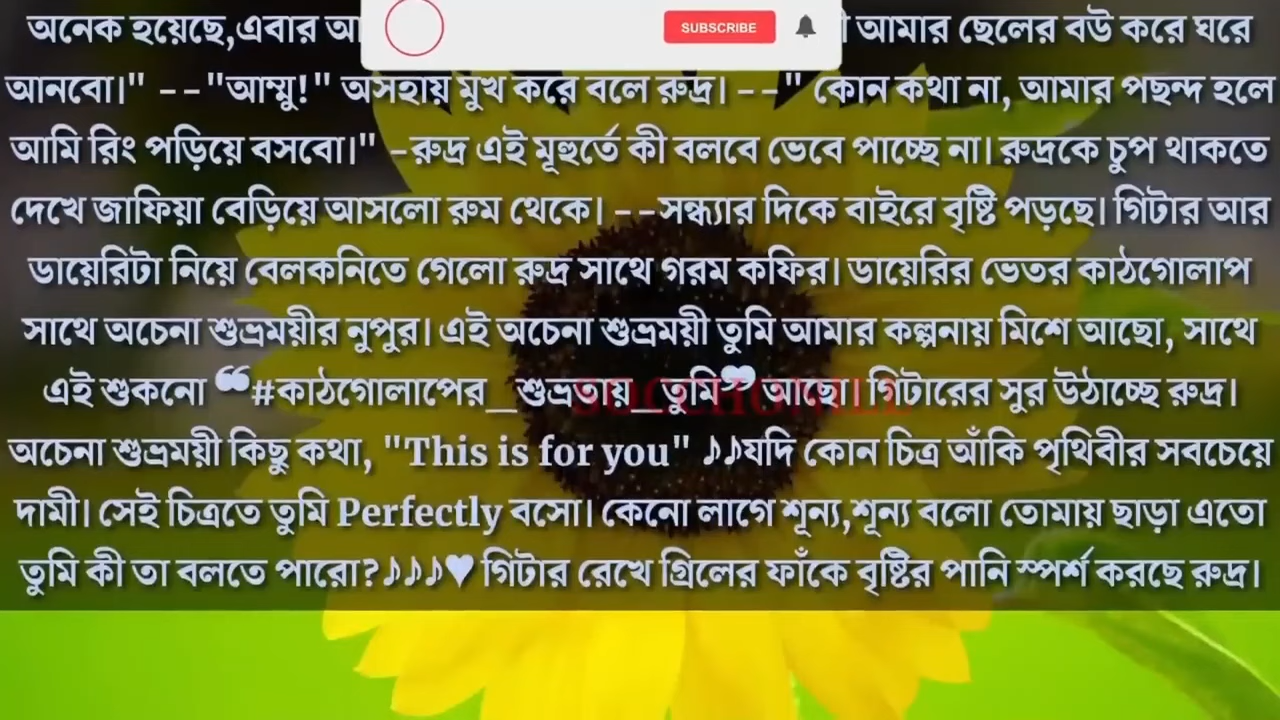 অনেক হয়েছে,এবার আ
SUBSCRIBE
আমার ছেলের বউ করে ঘরে
আনবো।" --"আম্মু!" অসহায় মুখ করে বলে রুদ্র। --" কোন কথা না, আমার পছন্দ হলে
আমি রিং পড়িয়ে বসবো।" -রুদ্র এই মূহুর্তে কী বলবে ভেবে পাচ্ছে না। রুদ্রকে চুপ থাকতে
দেখে জাফিয়া বেড়িয়ে আসলো রুম থেকে। --সন্ধ্যার দিকে বাইরে বৃষ্টি পড়ছে। গিটার আর
ডায়েরিটা নিয়ে বেলকনিতে গেলো রুদ্র সাথে গরম কফির। ডায়েরির ভেতর কাঠগোলাপ
সাথে অচেনা শুভ্রময়ীর নুপুর। এই অচেনা শুভ্রময়ী তুমি আমার কল্পনায় মিশে আছো, সাথে
এই শুকনো ❝#কাঠগোলাপের_শুভ্রতায়_তুমি❞ আছো। গিটারের সুর উঠাচ্ছে রুদ্র।
অচেনা শুভ্রময়ী কিছু কথা, "This is for you" ♪♪যদি কোন চিত্র আঁকি পৃথিবীর সবচেয়ে
দামী। সেই চিত্রতে তুমি Perfectly বসো। কেনো লাগে শূন্য,শূন্য বলো তোমায় ছাড়া এতো
তুমি কী তা বলতে পারো?♪♪♪♥ গিটার রেখে গ্রিলের ফাঁকে বৃষ্টির পানি স্পর্শ করছে রুদ্র।